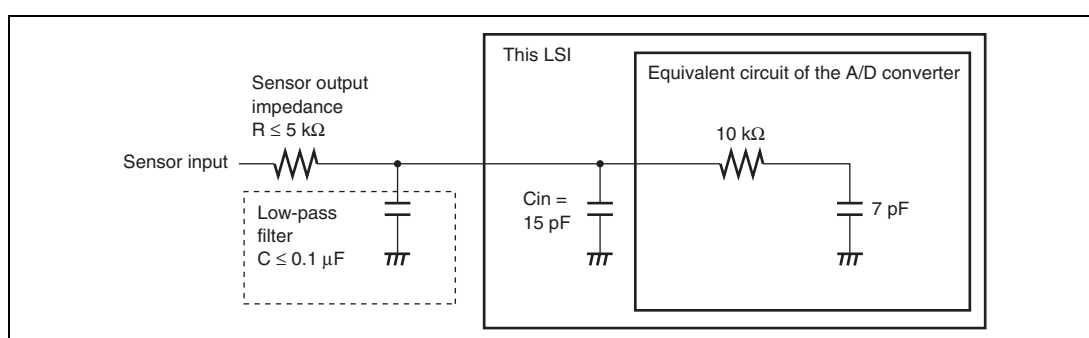 This LSI
Equivalent circuit of the A/D converter
Sensor output
impedance
R ≤ 5 kΩ
10 kΩ
Sensor input
Low-pass
filter
C ≤ 0.1 μF
Cin =
15 pF
7 pF